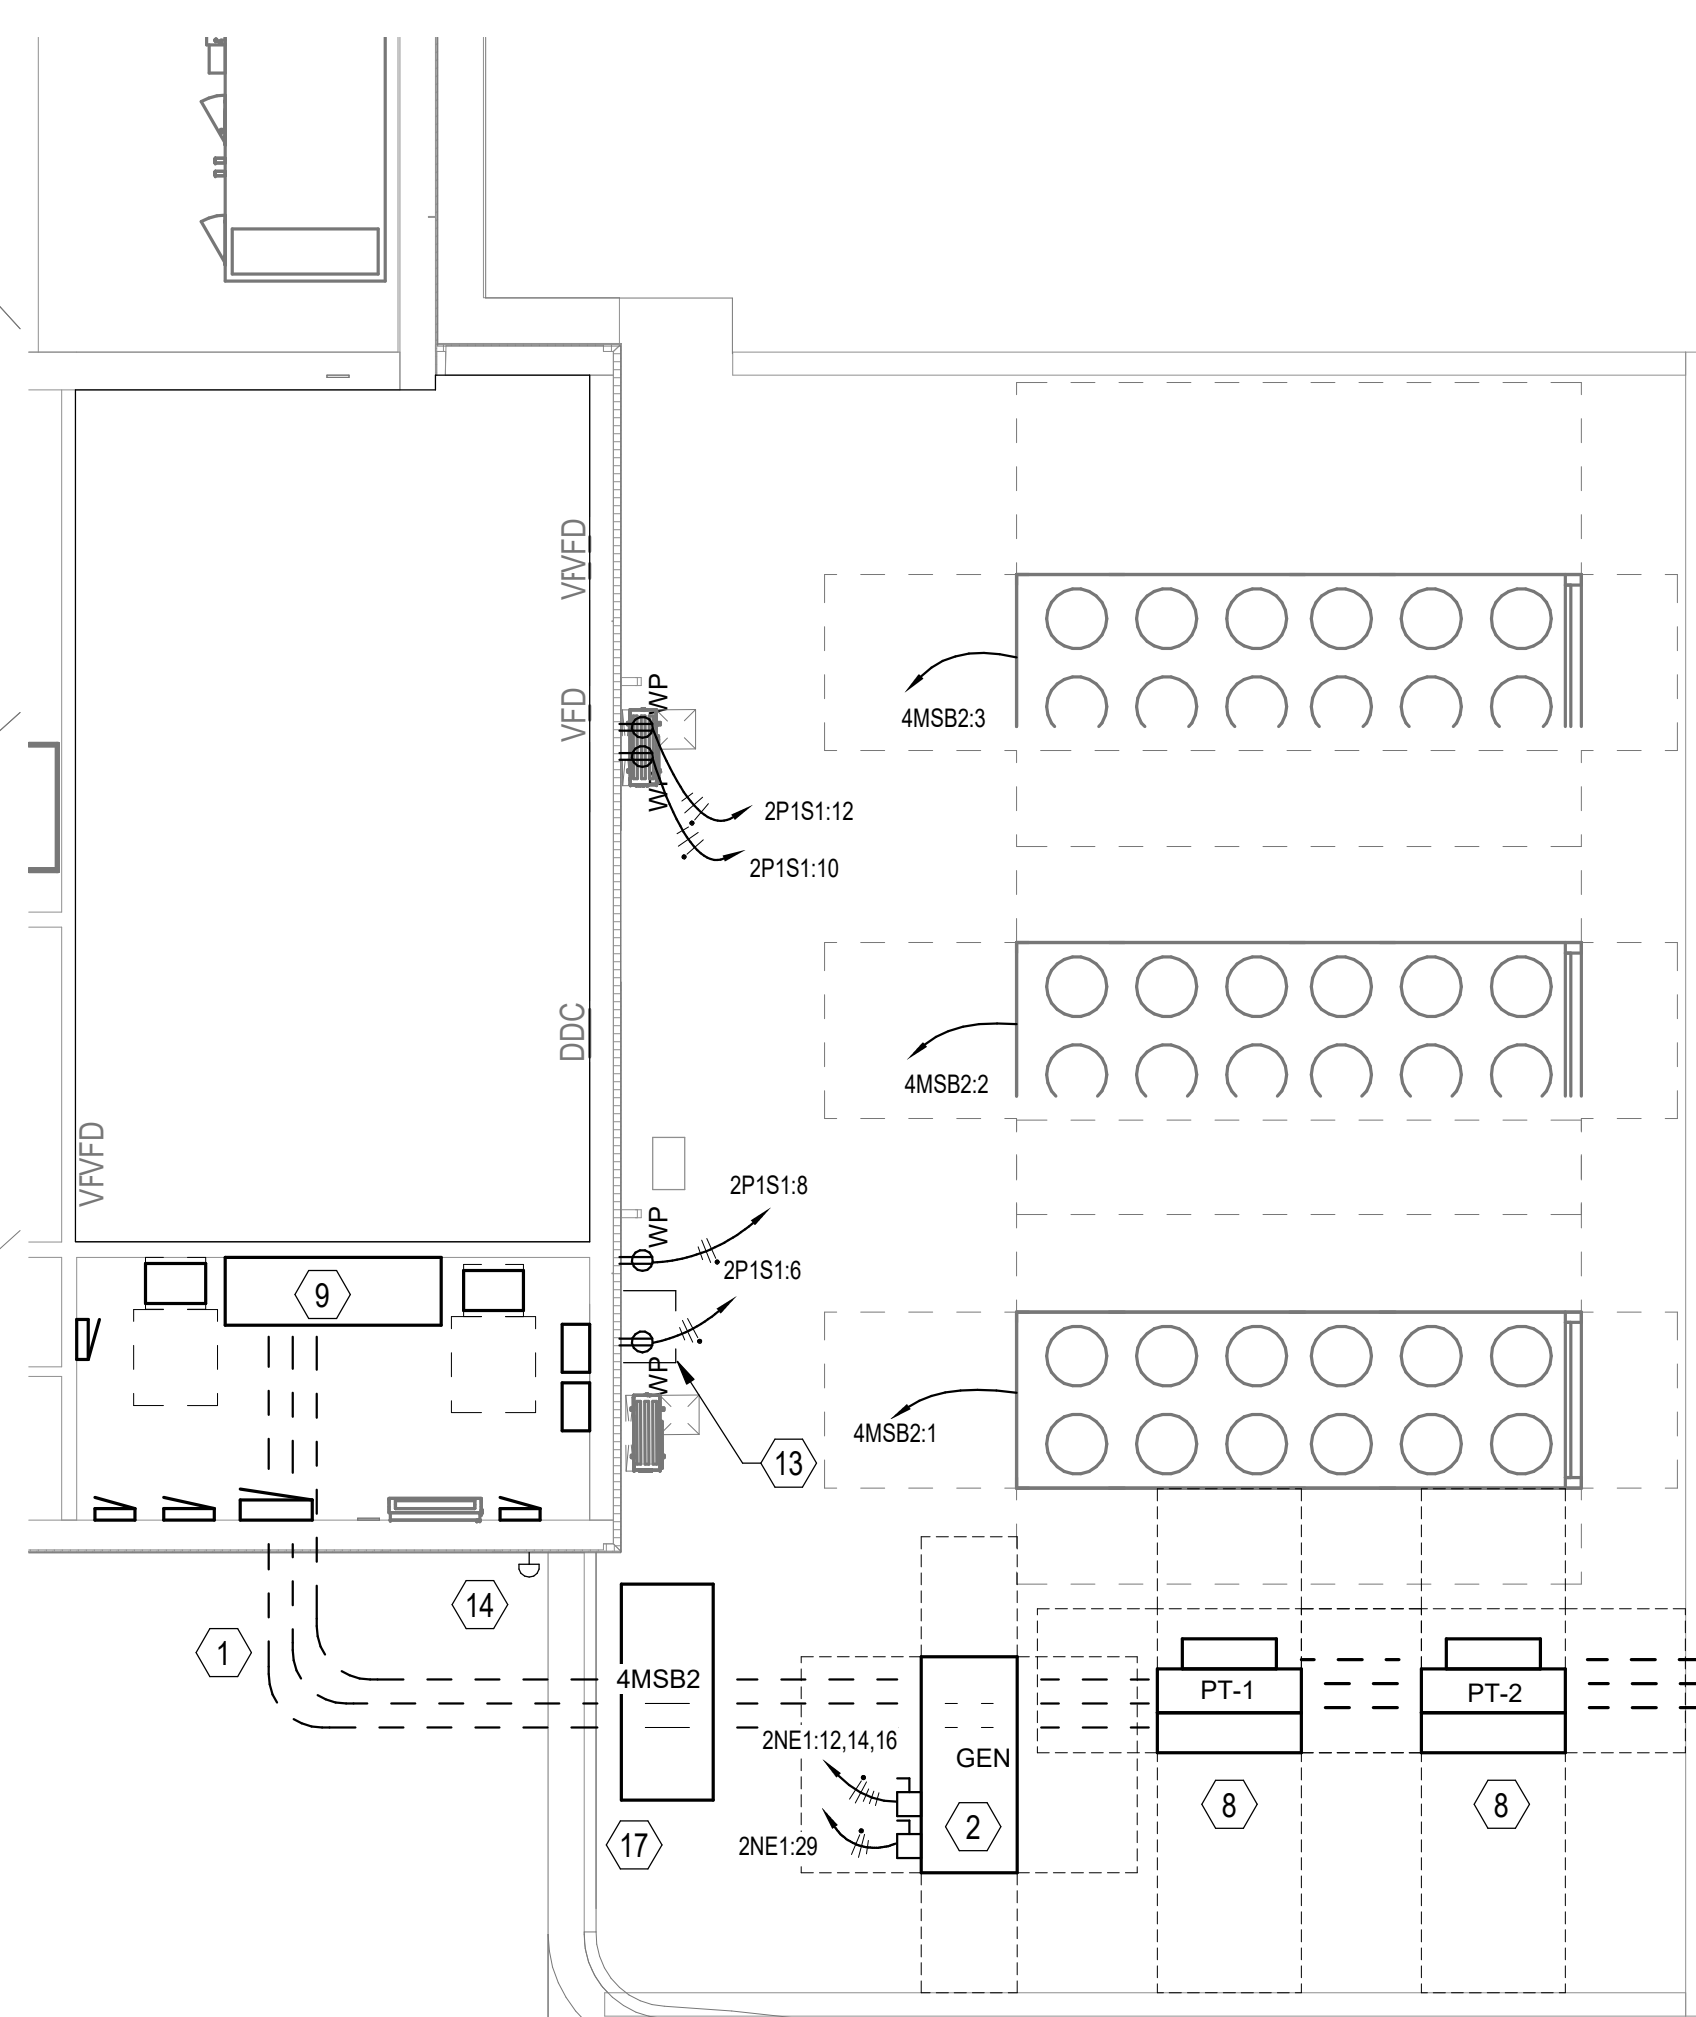 VFVFD
WP
VFD
4MSB2:3
WP
2P1S1:12
2P1S1:10
DDC
4MSB2:2
VFVFD
2P1S1:8
WP
2P1S1:6
9
WP
4MSB2:1
13
14
1
4MSB2
PT-1
PT-2
2NE1:12,14,16
GEN
8
8
2
17
2NE1:29